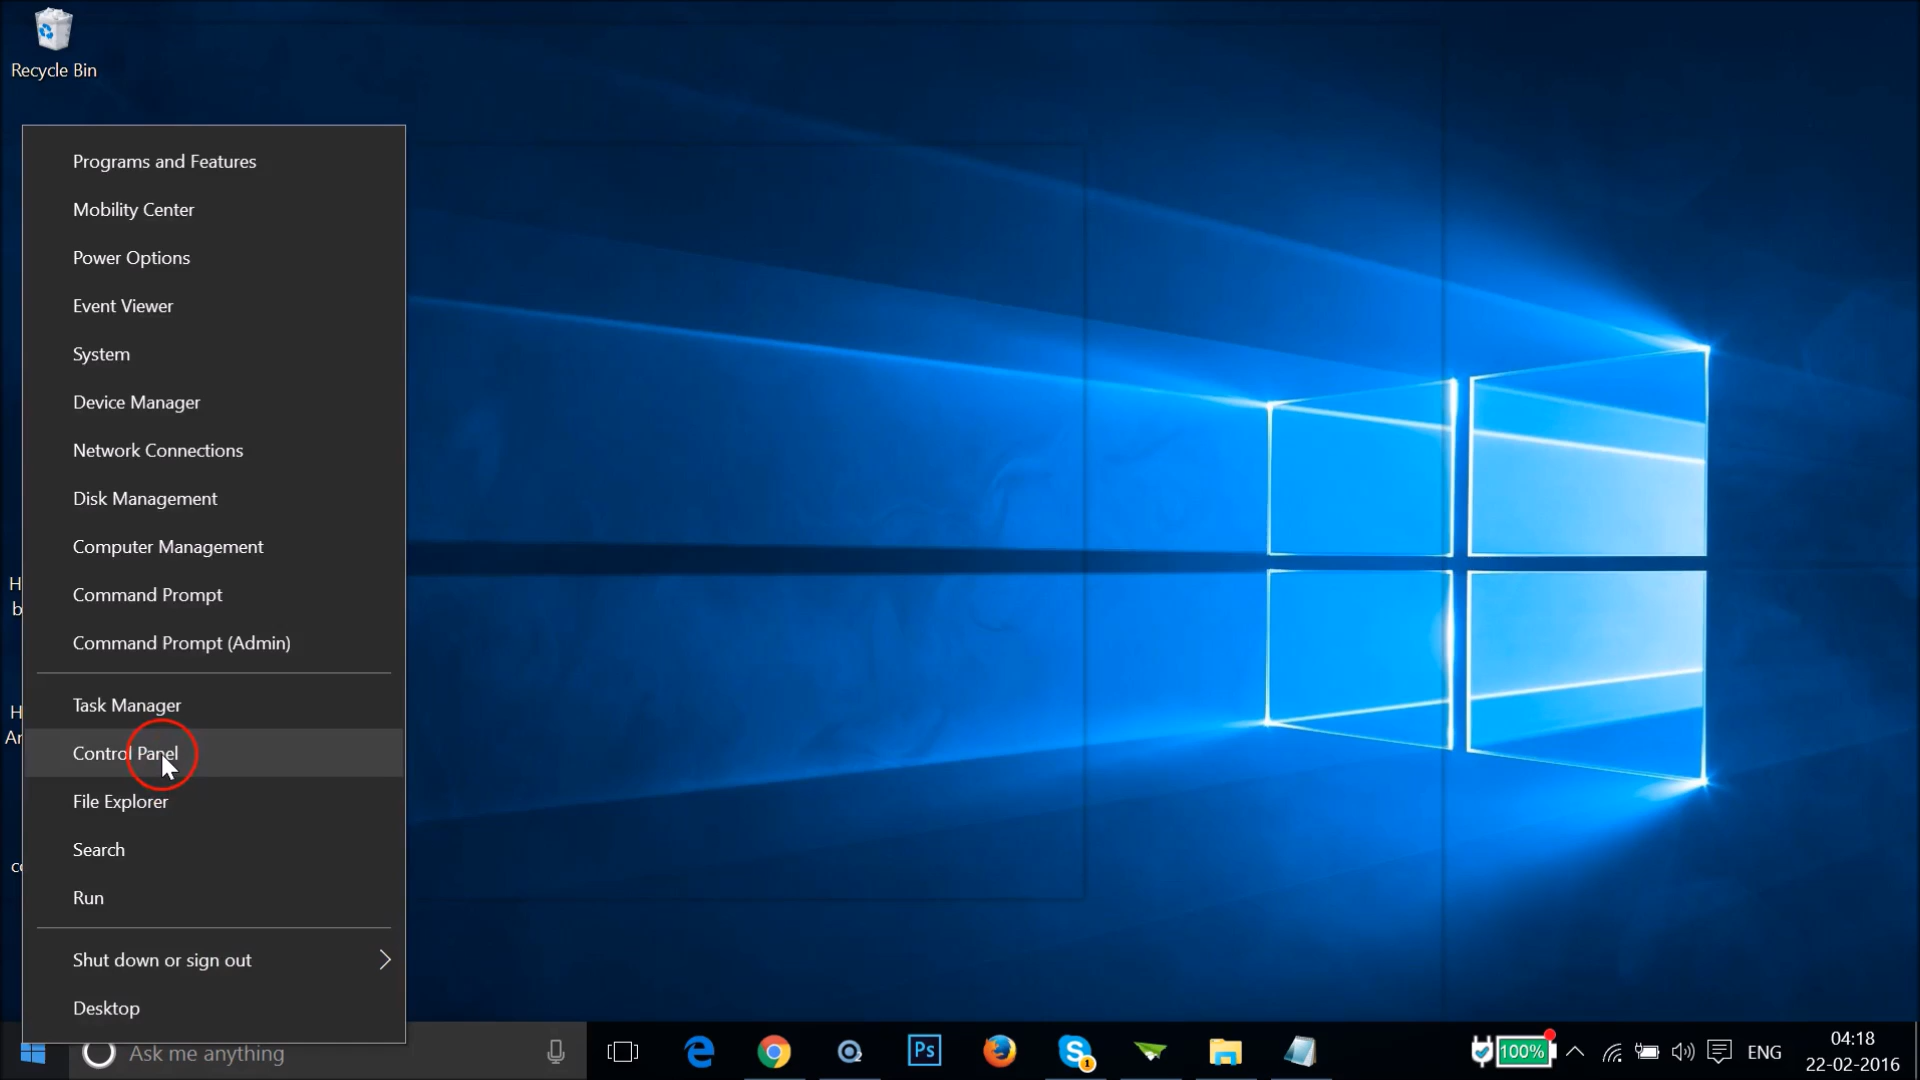 Recycle Bin
Programs and Features
Mobility Center
Power Options
Event Viewer
System
Device Manager
Network Connections
Disk Management
Computer Management
Command Prompt
Command Prompt (Admin)
Task Manager
Control Panel
File Explorer
Search
Run
Shut down or sign out
Desktop
Ask me anything
Ps
100%
ENG
04:18
22-02-2016